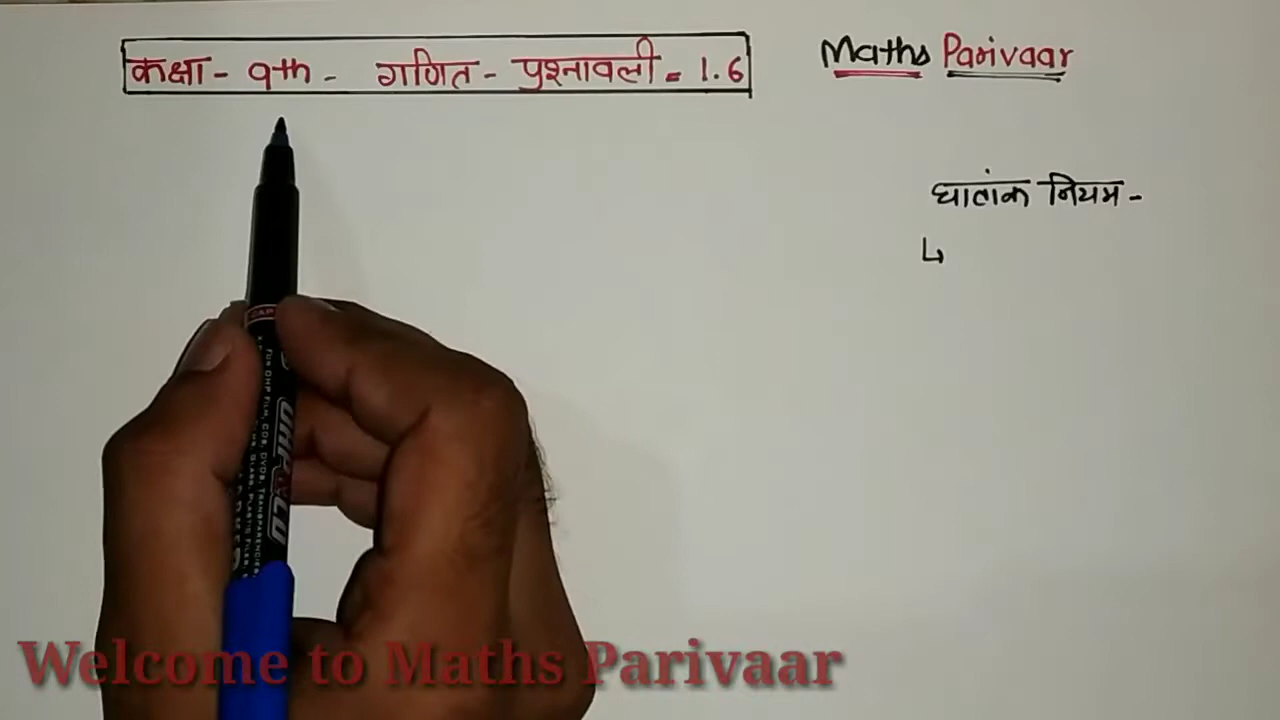 कक्षा - 9th - गणित - प्रश्नावली = 1.6
Maths Parivaar
घातांक नियम -
Welcome to Maths Parivaar